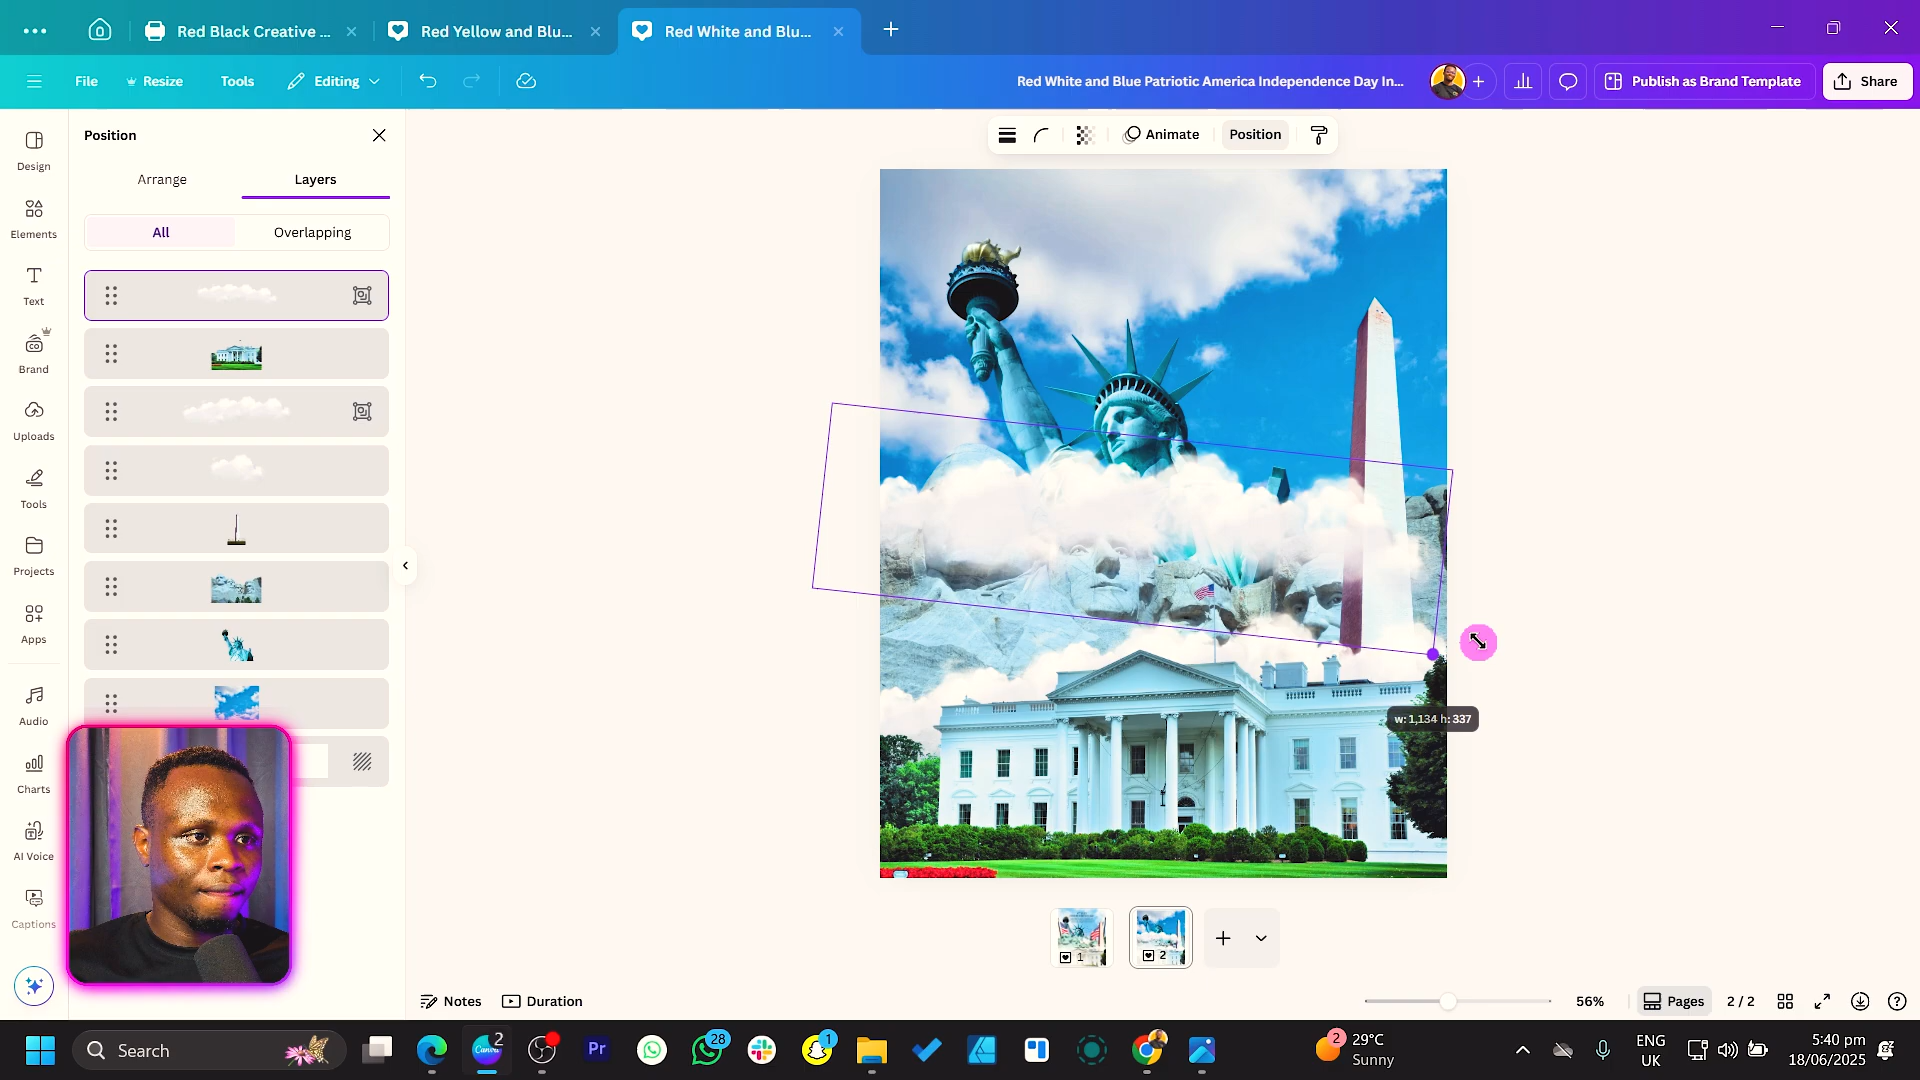 Red Black Creative ...
Red Yellow and Blu...
Red White and Blu...
File
Resize
Tools
Editing
Red White and Blue Patriotic America Independence Day In...
Publish as Brand Template
Share
Position
Arrange
Layers
All
Overlapping
Animate
Position
Design
Elements
Text
Brand
Uploads
Tools
Projects
Apps
Audio
Charts
AI Voice
Captions
w: 1,134 h: 337
1
2
Notes
Duration
56%
Pages
2 / 2
Search
2
Canva
Pr
28
1
2
29°C
Sunny
ENG
UK
5:40 pm
18/06/2025